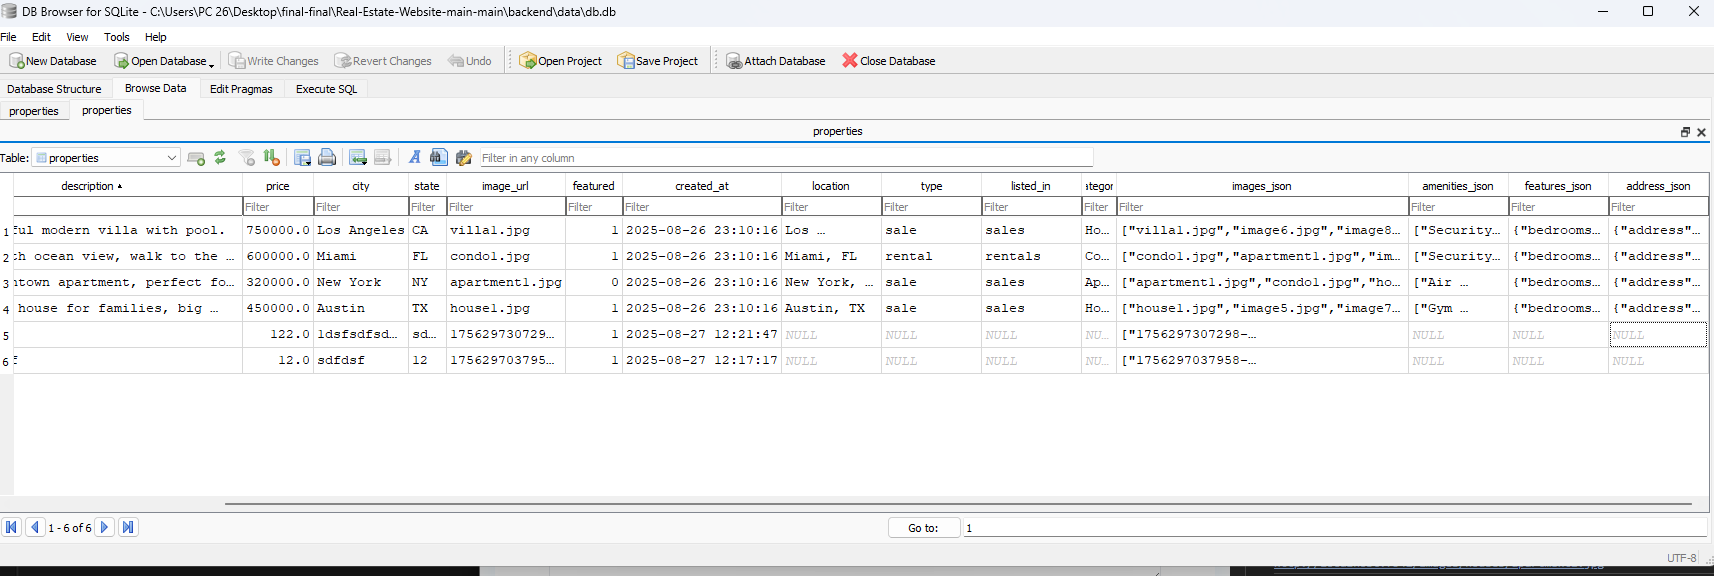 DB Browser for SQLite - C:\Users\PC 26\Desktop\final-final\Real-Estate-Website-main-main\backend\data\db.db
File Edit View Tools Help
New Database Open Database Write Changes Revert Changes Undo Open Project Save Project Attach Database Close Database
Database Structure Browse Data Edit Pragmas Execute SQL
properties properties
properties
Table: properties Filter in any column
description price city state image_url featured created_at location type listed_in ategor images_json amenities_json features_json address_json
Filter Filter Filter Filter Filter Filter Filter Filter Filter Filter Filter Filter Filter Filter
1 ful modern villa with pool. 750000.0 Los Angeles CA villa1.jpg 1 2025-08-26 23:10:16 Los … sale sales Ho… ["villa1.jpg","image6.jpg","image8… ["Security… {"bedrooms… {"address"…
2 th ocean view, walk to the … 600000.0 Miami FL condo1.jpg 1 2025-08-26 23:10:16 Miami, FL rental rentals Co… ["condo1.jpg","apartment1.jpg","im… ["Security… {"bedrooms… {"address"…
3 ntown apartment, perfect fo… 320000.0 New York NY apartment1.jpg 0 2025-08-26 23:10:16 New York, … sale sales Ap… ["apartment1.jpg","condo1.jpg","ho… ["Air … {"bedrooms… {"address"…
4 house for families, big … 450000.0 Austin TX house1.jpg 1 2025-08-26 23:10:16 Austin, TX sale sales Ho… ["house1.jpg","image5.jpg","image7… ["Gym … {"bedrooms… {"address"…
5 122.0 ldsfsdfsd… sd… 175629730729… 1 2025-08-27 12:21:47 NULL NULL NULL NU… ["1756297307298-… NULL NULL NULL
6 f 12.0 sdfdsf 12 175629703795… 1 2025-08-27 12:17:17 NULL NULL NULL NU… ["1756297037958-… NULL NULL NULL
1 - 6 of 6 Go to: 1
UTF-8